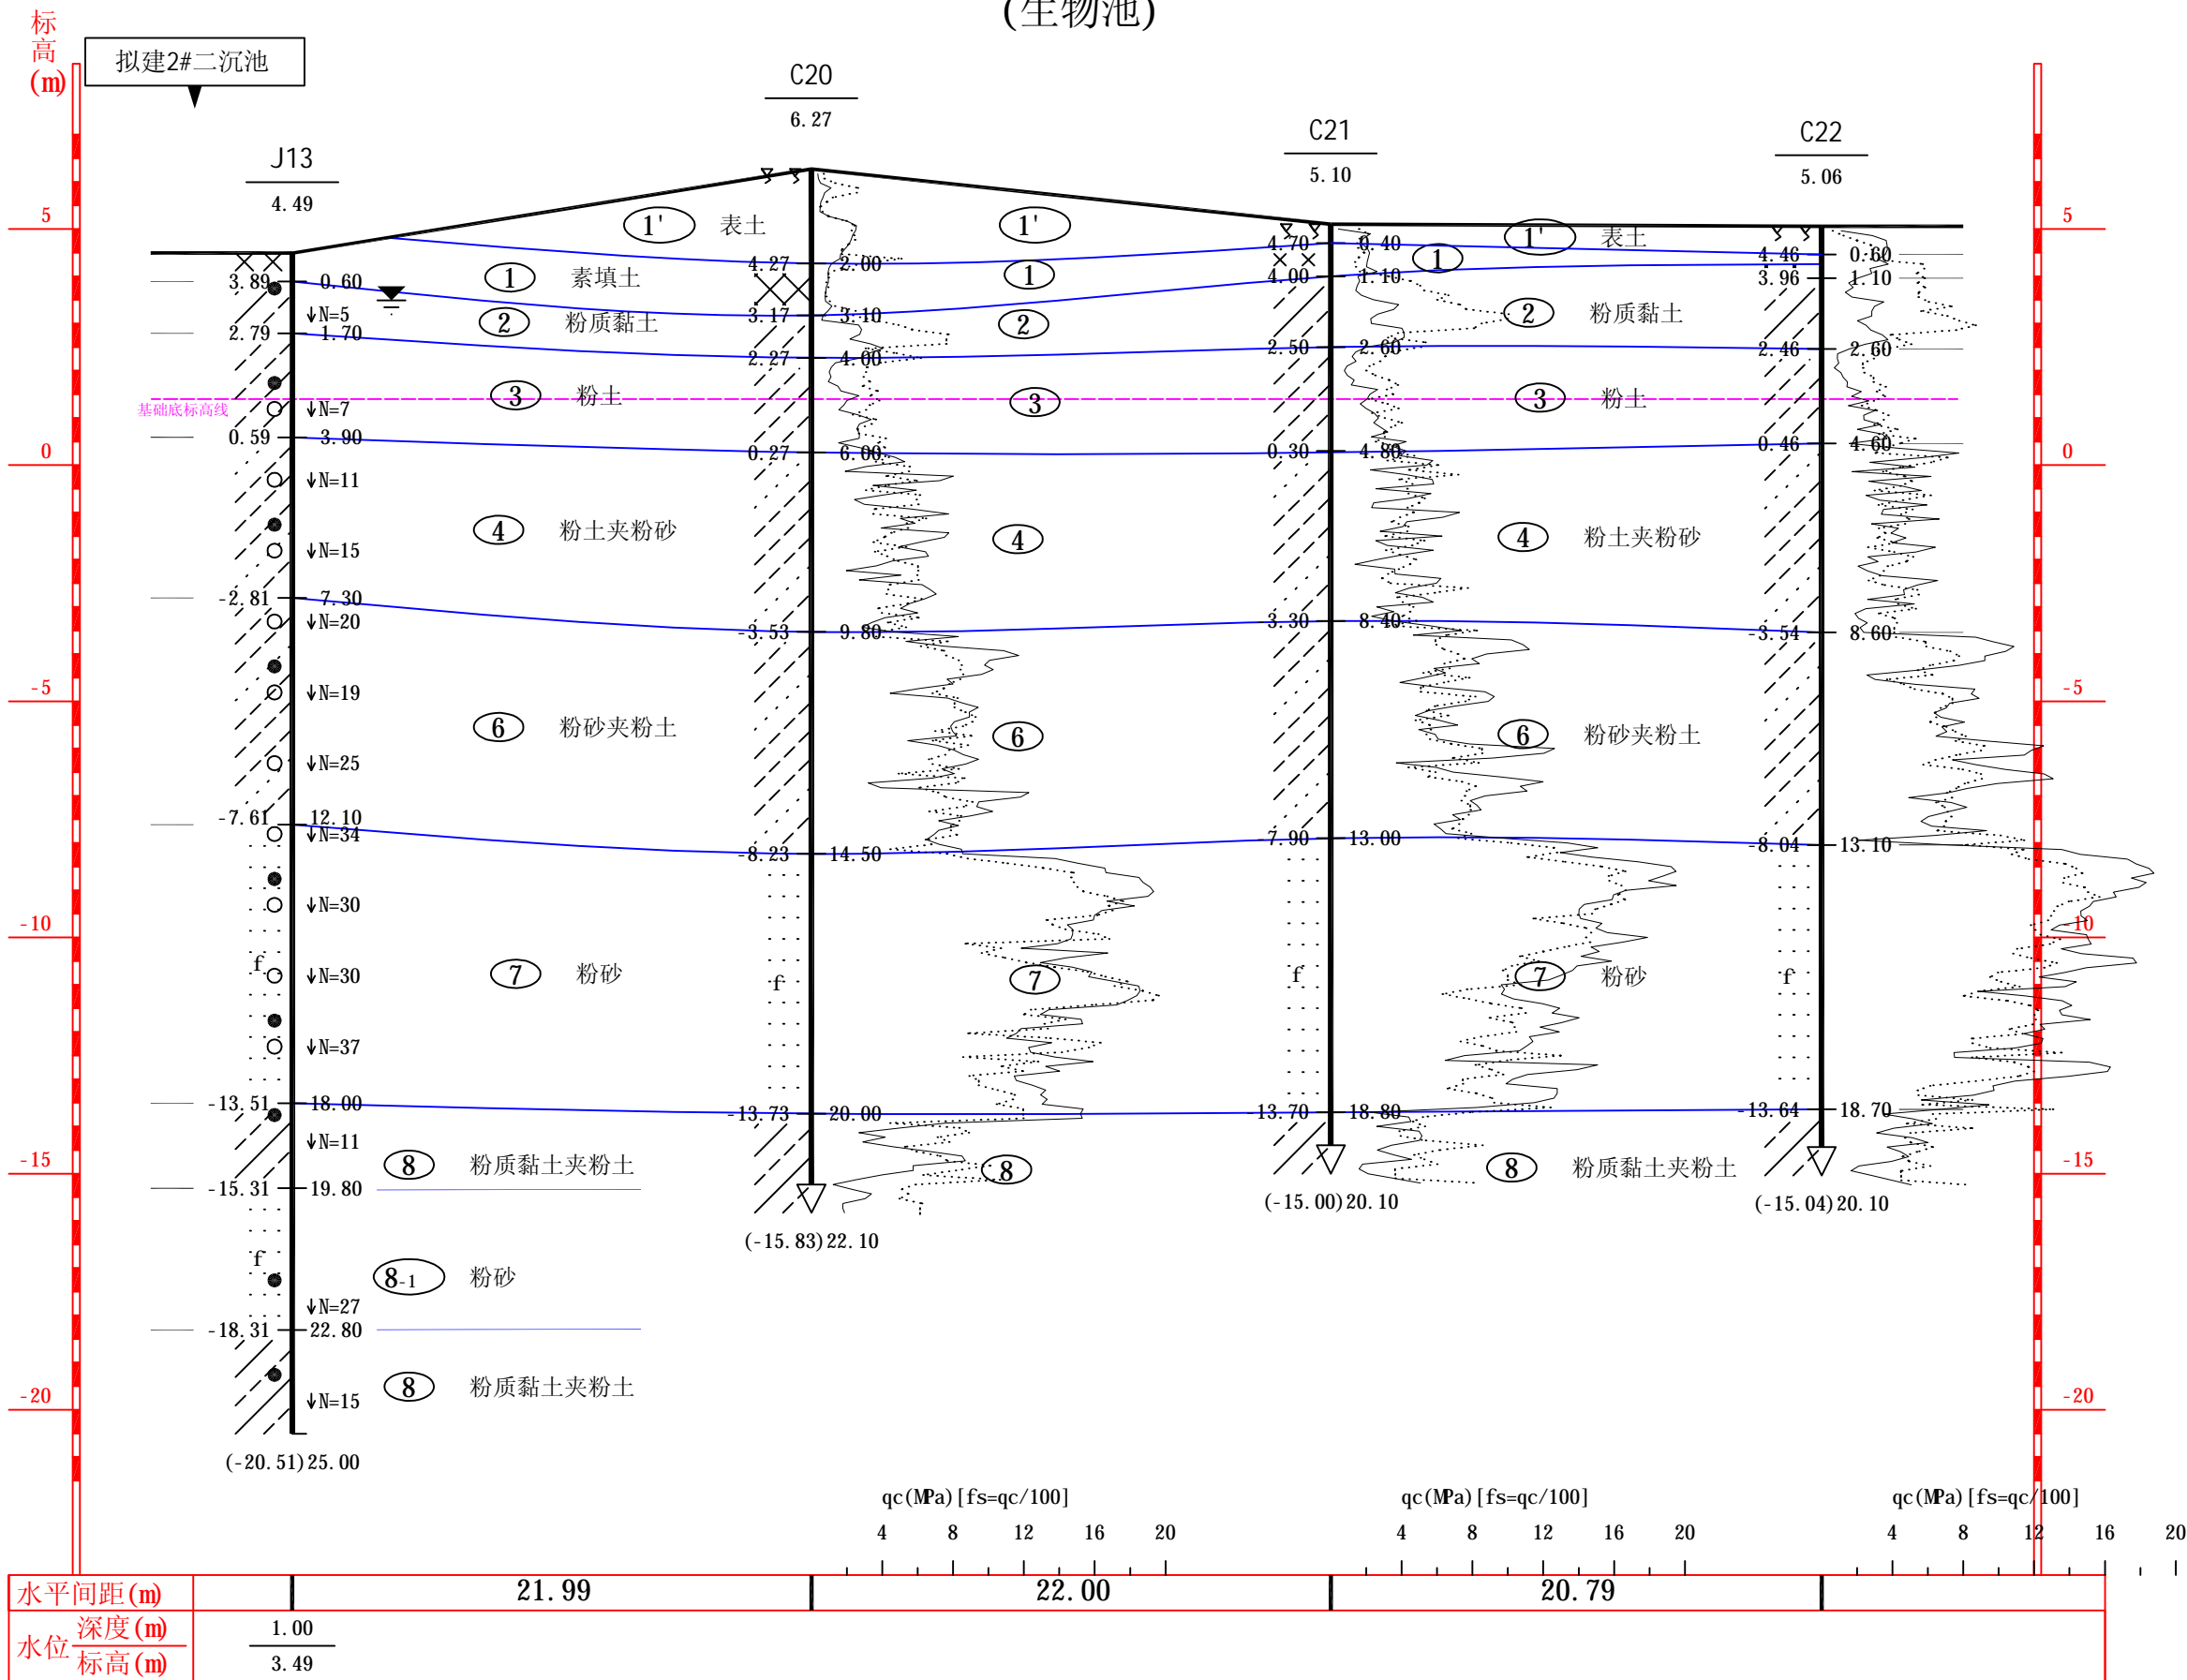 (生物池)
标高(m)
拟建2#二沉池
J13
4.49
C20
6.27
C21
5.10
C22
5.06
5
0
-5
-10
-15
-20
5
0
-5
-10
-15
-20
1' 表土
1'
1' 表土
1 素填土
1
1
2 粉质黏土
2
2 粉质黏土
基础底标高线
3 粉土
3
3 粉土
4 粉土夹粉砂
4
4 粉土夹粉砂
6 粉砂夹粉土
6
6 粉砂夹粉土
7 粉砂
7
7 粉砂
8 粉质黏土夹粉土
8
8 粉质黏土夹粉土
8-1 粉砂
8 粉质黏土夹粉土
3.89 0.60
N=5
2.79 1.70
N=7
0.59 3.90
N=11
N=15
-2.81 7.30
N=20
N=19
N=25
-7.61 12.10
N=34
N=30
f
N=30
N=37
-13.51 18.00
N=11
-15.31 19.80
f
N=27
-18.31 22.80
N=15
(-20.51)25.00
4.27 2.00
3.17 3.10
2.27 4.00
0.27 6.00
-3.53 9.80
-8.23 14.50
f
-13.73 20.00
(-15.83)22.10
4.70 0.40
4.00 1.10
2.50 2.60
0.30 4.80
-3.30 8.40
-7.90 13.00
f
-13.70 18.80
(-15.00)20.10
4.46 0.60
3.96 1.10
2.46 2.60
0.46 4.60
-3.54 8.60
-8.04 13.10
f
-13.64 18.70
(-15.04)20.10
qc(MPa)[fs=qc/100]
4 8 12 16 20
qc(MPa)[fs=qc/100]
4 8 12 16 20
qc(MPa)[fs=qc/100]
4 8 12 16 20
水平间距(m) 21.99 22.00 20.79
水位 深度(m) 1.00
标高(m) 3.49